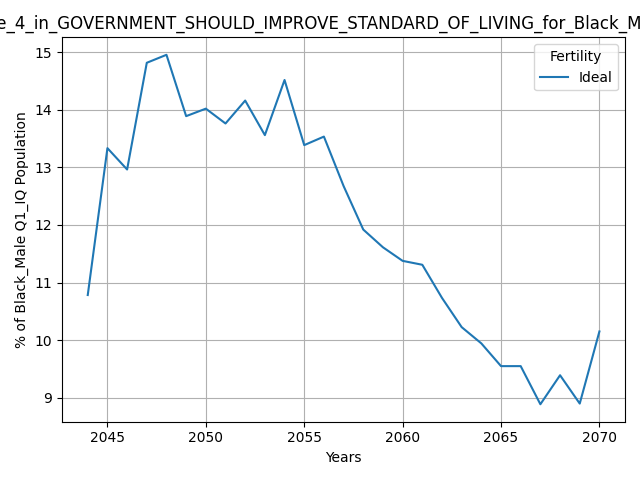 e_4_in_GOVERNMENT_SHOULD_IMPROVE_STANDARD_OF_LIVING_for_Black_M
Fertility
Ideal
% of Black_Male Q1_IQ Population
15
14
13
12
11
10
9
2045
2050
2055
2060
2065
2070
Years